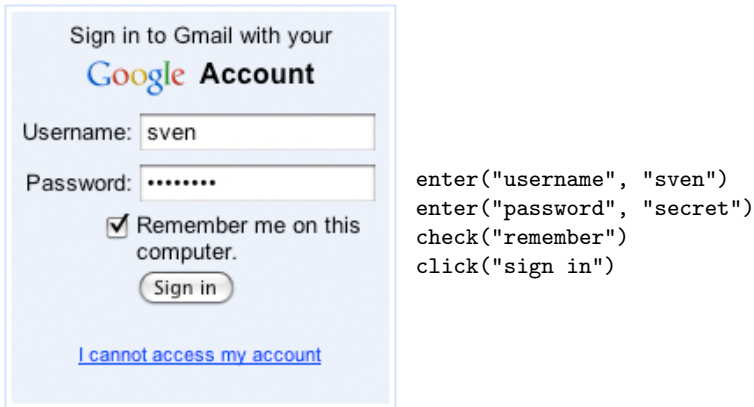 Sign in to Gmail with your
Google Account
Username: sven
Password: ••••••••
Remember me on this
computer.
Sign in
I cannot access my account
enter("username", "sven")
enter("password", "secret")
check("remember")
click("sign in")